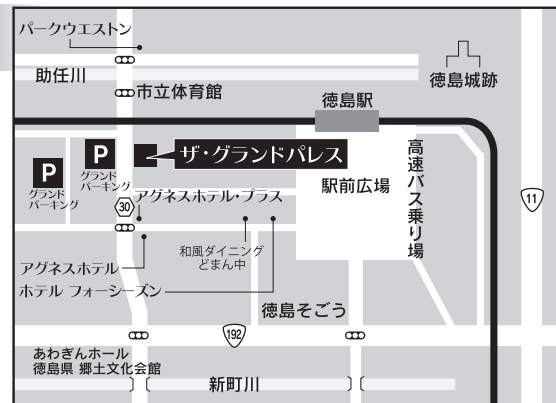 パークウエストン
助任川
市立体育館
徳島駅
徳島城跡
P
P
ザ・グランドパレス
グランド
パーキング
グランド
パーキング
駅前広場
高速バス乗り場
11
30
アグネスホテル・プラス
和風ダイニング
どまん中
アグネスホテル
ホテル フォーシーズン
徳島そごう
192
あわぎんホール
徳島県 郷土文化会館
新町川